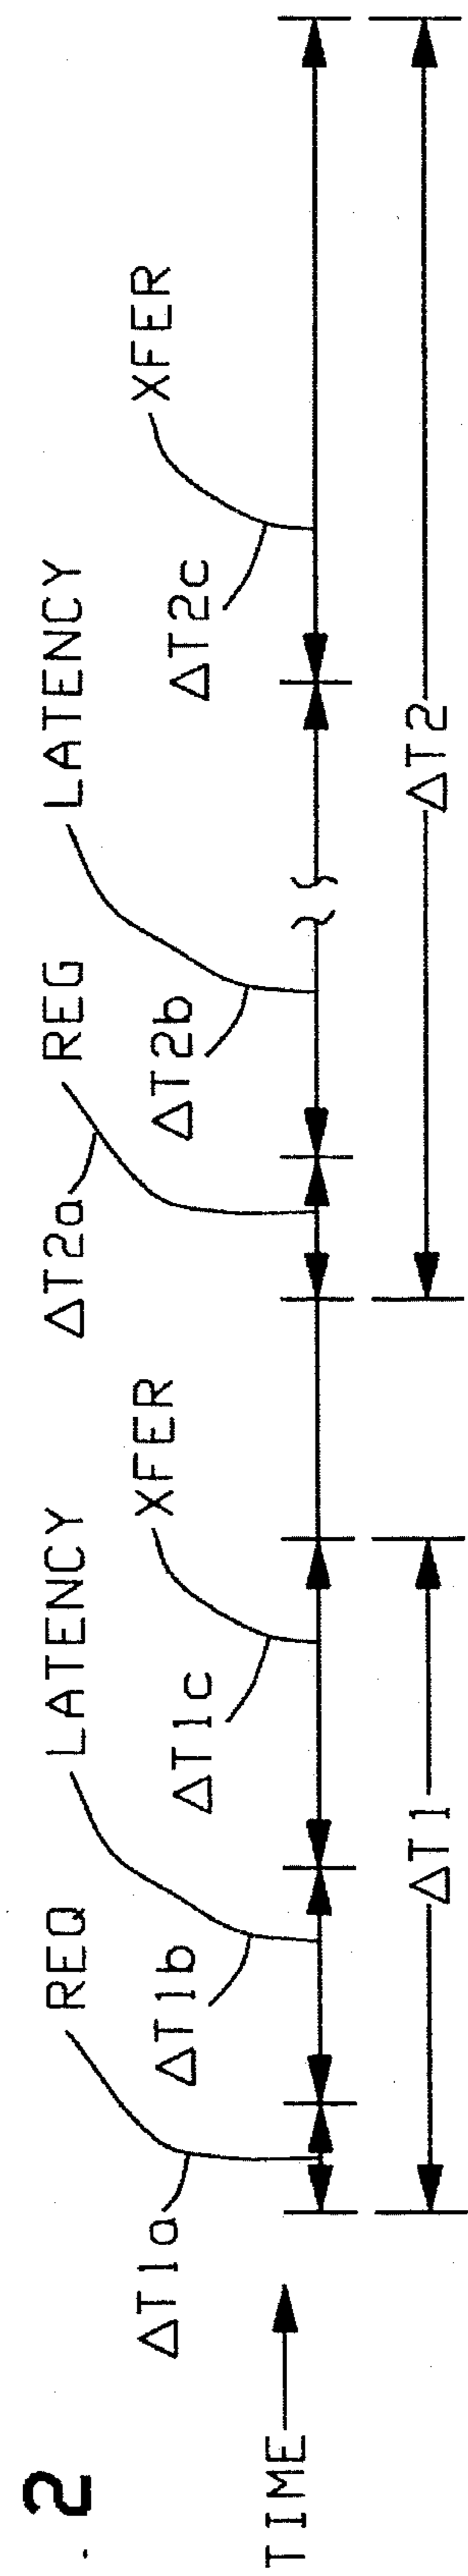 . 2
REQ LATENCY REG LATENCY
ΔT1a ΔT1b XFER ΔT2a ΔT2b XFER
ΔT1c ΔT2c
TIME
ΔT1 ΔT2